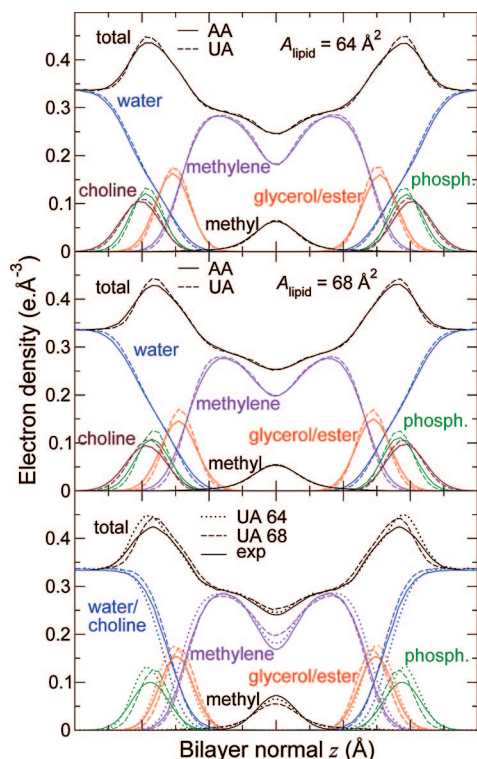 total
AA
UA
A lipid = 64 Å²
0.4
water
0.3
methylene
0.2
choline
glycerol/ester
phosph.
0.1
methyl
0
total
AA
UA
A lipid = 68 Å²
0.4
water
0.3
methylene
0.2
choline
glycerol/ester
phosph.
0.1
methyl
0
Electron density (e.Å⁻³)
total
UA 64
UA 68
exp
0.4
0.3
water/
choline
methylene
0.2
glycerol/ester
phosph.
0.1
methyl
0
Bilayer normal z (Å)